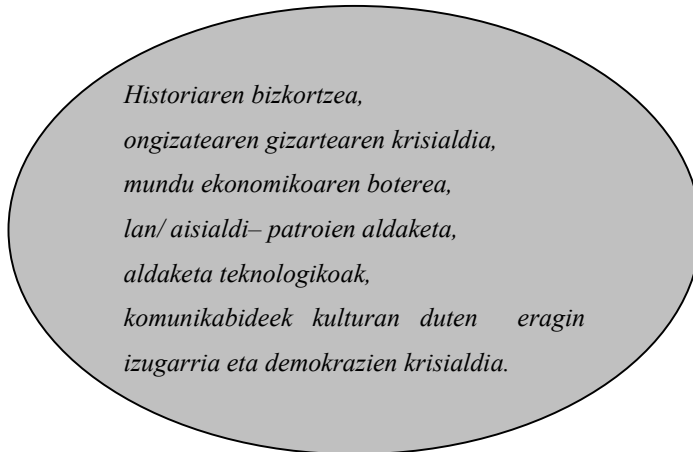 Historiaren bizkortzea,
ongizatearen gizartearen krisialdia,
mundu ekonomikoaren boterea,
lan/ aisialdi– patroien aldaketa,
aldaketa teknologikoak,
komunikabideek kulturan duten eragin
izugarria eta demokrazien krisialdia.